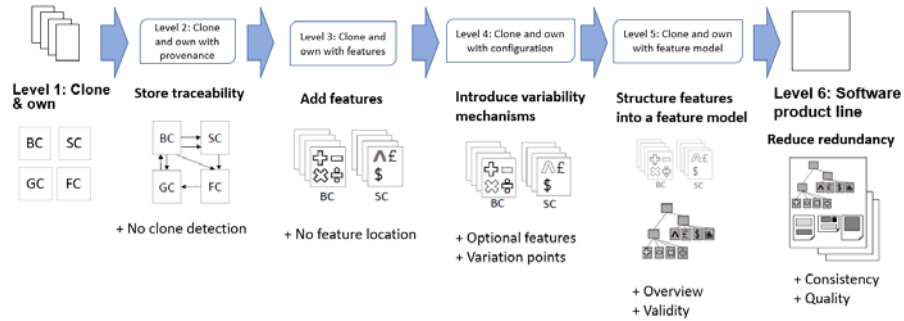 Level 1: Clone
& own
BC
SC
GC
FC
Level 2: Clone
and own with
provenance
Store traceability
BC
SC
GC
FC
+ No clone detection
Level 3: Clone and
own with features
Add features
BC
SC
^£
$
+ No feature location
Level 4: Clone and own
with configuration
Introduce variability
mechanisms
BC
SC
^£
$
+ Optional features
+ Variation points
Level 5: Clone and own
with feature model
Structure features
into a feature model
BC
SC
^£
$
+ Overview
+ Validity
Level 6: Software
product line
Reduce redundancy
+ Consistency
+ Quality